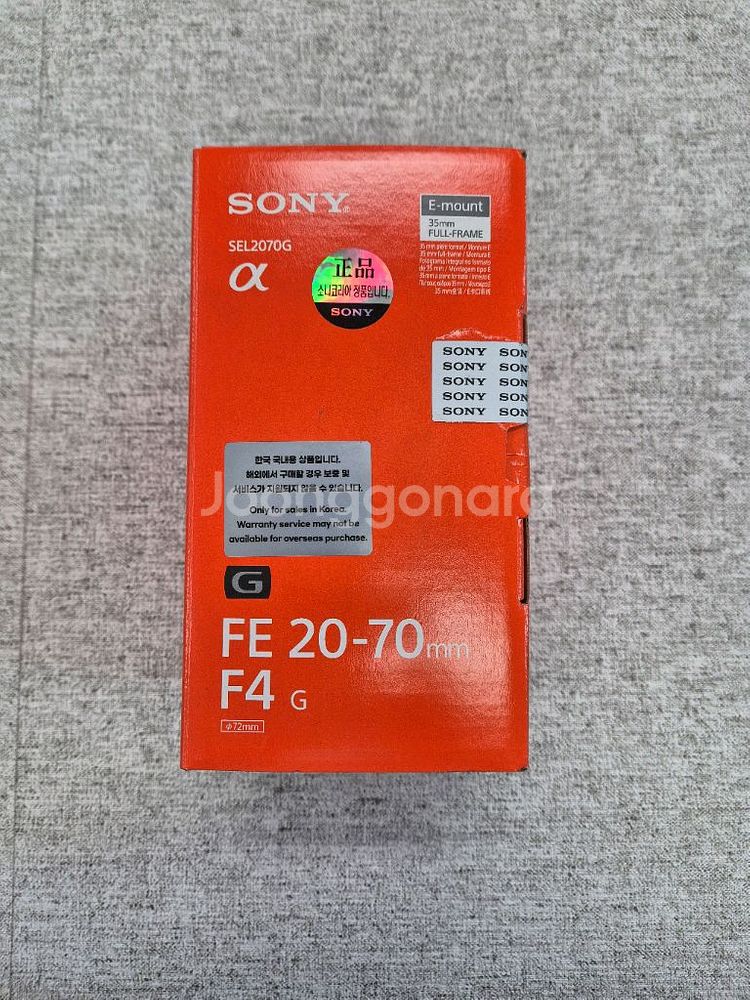 SONY
SEL2070G
α
E-mount
35mm
FULL-FRAME
正品
소니코리아 정품입니다.
SONY
SONY SON
SONY SON
SONY SON
SONY SON
SONY SON
한국 국내용 상품입니다.
해외에서 구매할 경우 보증 및
서비스가 지원되지 않을 수 있습니다.
Only for sales in Korea.
Warranty service may not be
available for overseas purchase.
Joonggonara
G
FE 20-70mm
F4 G
Φ72mm